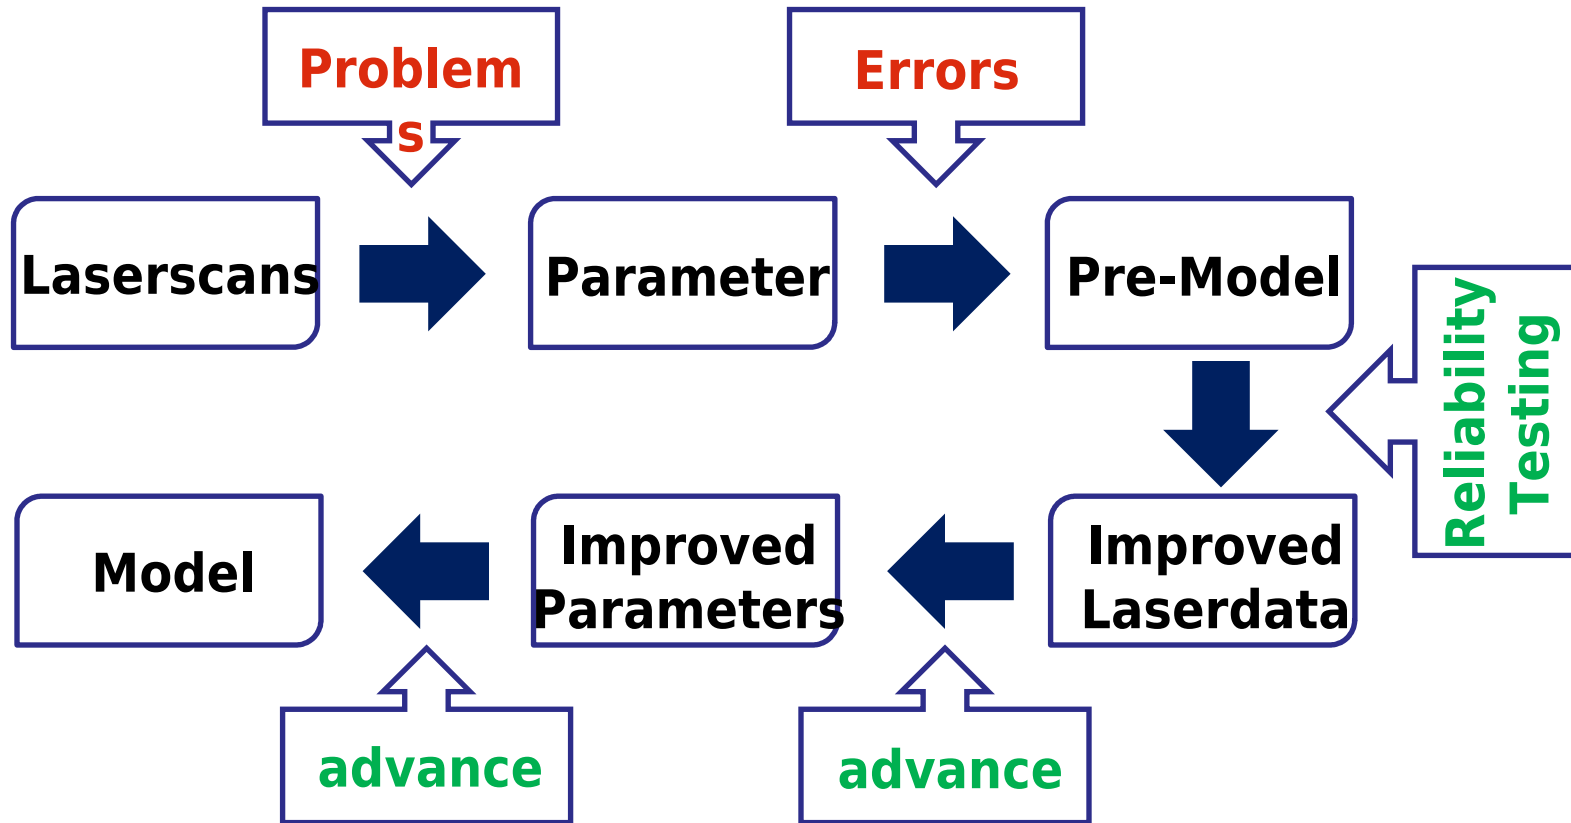 Problem
s
Errors
Laserscans
Parameter
Pre-Model
Reliability
Testing
Model
Improved
Parameters
Improved
Laserdata
advance
advance